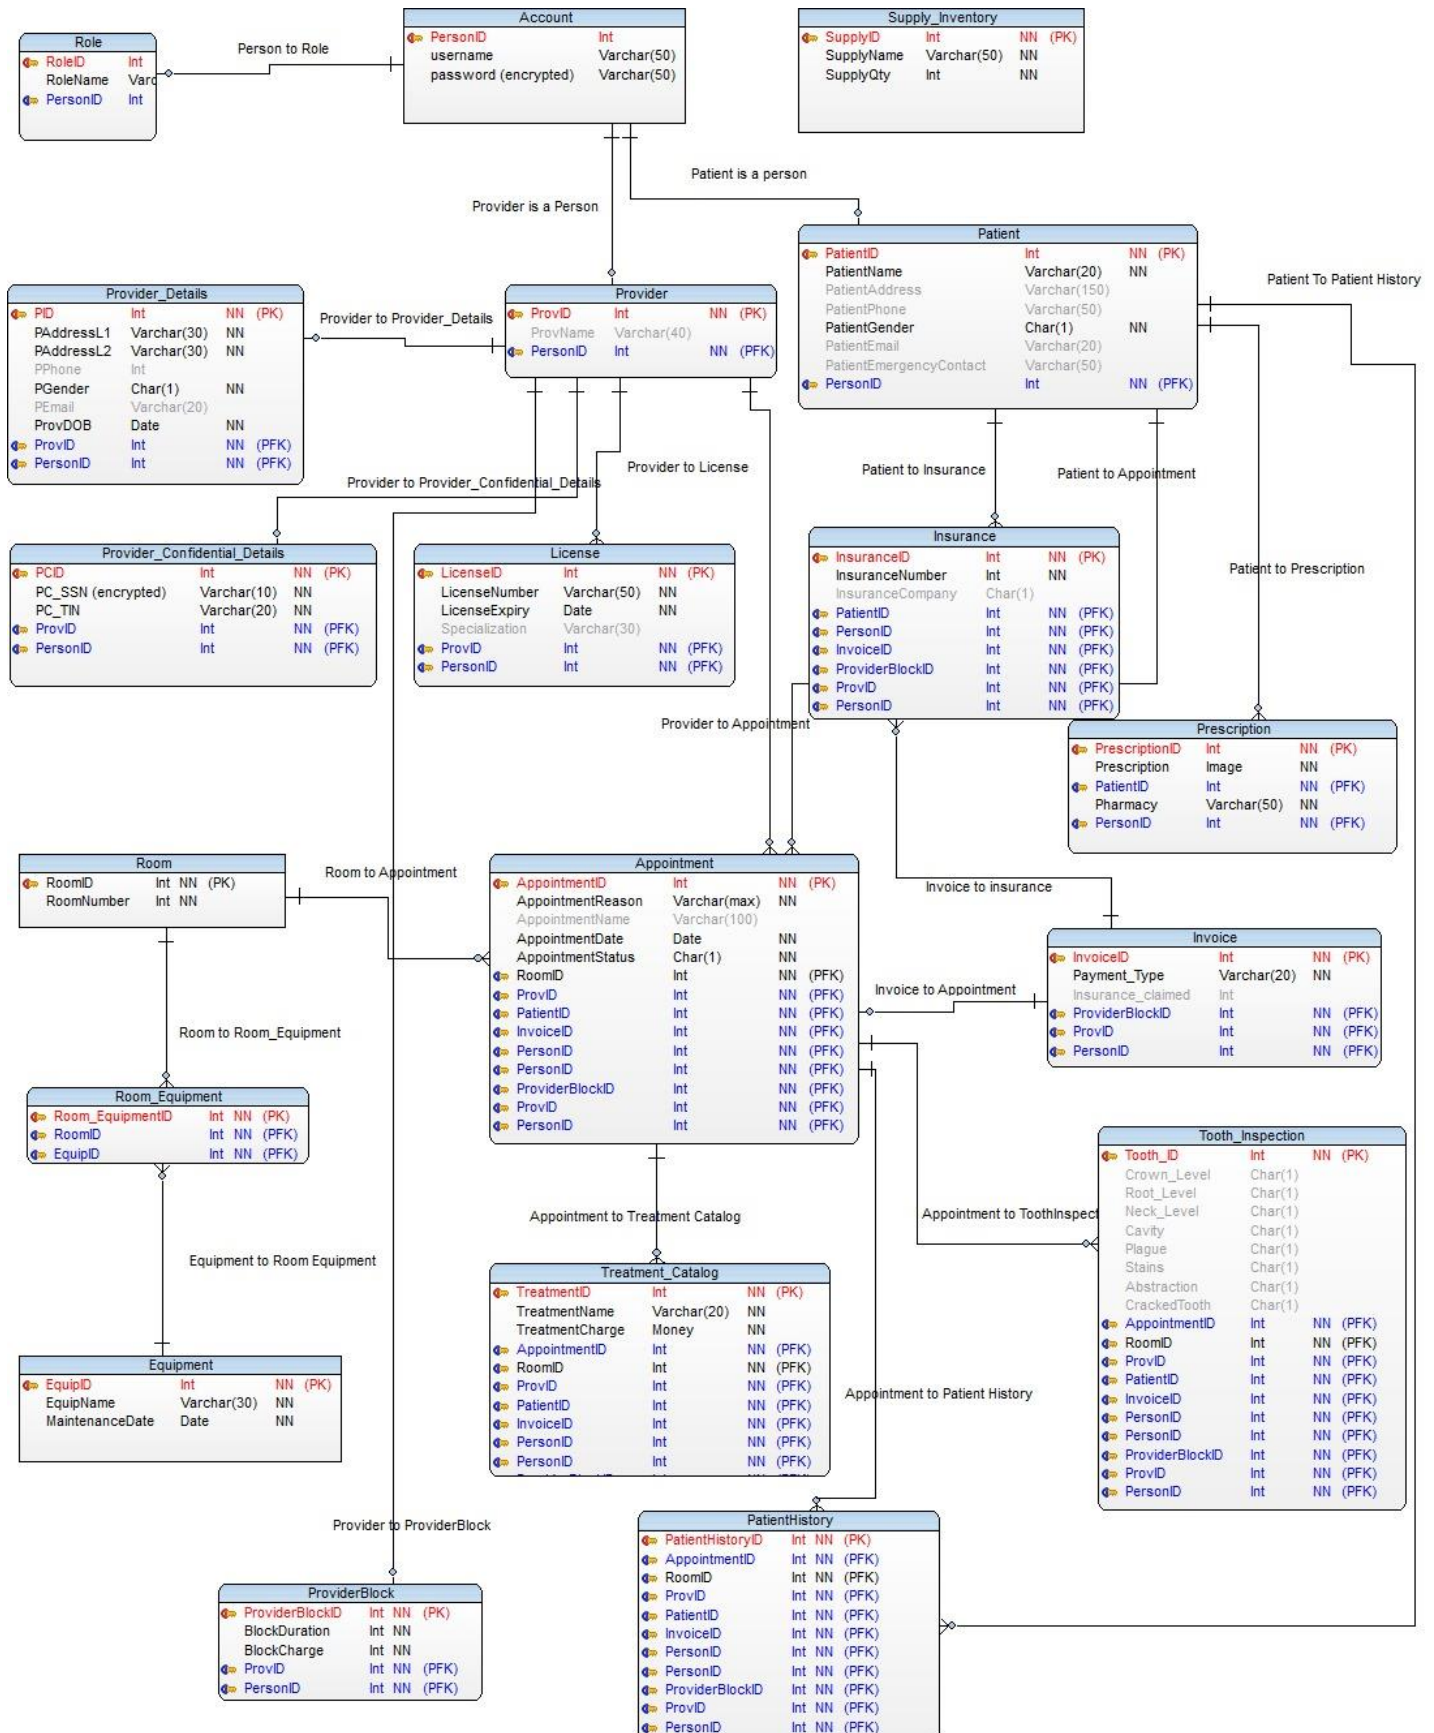 Role
RoleID Int
RoleName Varc
PersonID Int
Person to Role
Account
PersonID Int
username Varchar(50)
password (encrypted) Varchar(50)
Supply_Inventory
SupplyID Int NN (PK)
SupplyName Varchar(50) NN
SupplyQty Int NN
Patient is a person
Provider is a Person
Patient
PatientID Int NN (PK)
PatientName Varchar(20) NN
PatientAddress Varchar(150)
PatientPhone Varchar(50)
PatientGender Char(1) NN
PatientEmail Varchar(20)
PatientEmergencyContact Varchar(50)
PersonID Int NN (PFK)
Patient To Patient History
Provider_Details
PID Int NN (PK)
PAddressL1 Varchar(30) NN
PAddressL2 Varchar(30) NN
PPhone Int
PGender Char(1) NN
PEmail Varchar(20)
ProvDOB Date NN
ProvID Int NN (PFK)
PersonID Int NN (PFK)
Provider to Provider_Details
Provider
ProvID Int NN (PK)
ProvName Varchar(40)
PersonID Int NN (PFK)
Provider to License
Provider to Provider_Confidential_Details
Patient to Insurance
Patient to Appointment
Provider_Confidential_Details
PCID Int NN (PK)
PC_SSN (encrypted) Varchar(10) NN
PC_TIN Varchar(20) NN
ProvID Int NN (PFK)
PersonID Int NN (PFK)
License
LicenseID Int NN (PK)
LicenseNumber Varchar(50) NN
LicenseExpiry Date NN
Specialization Varchar(30)
ProvID Int NN (PFK)
PersonID Int NN (PFK)
Insurance
InsuranceID Int NN (PK)
InsuranceNumber Int NN
InsuranceCompany Char(1)
PatientID Int NN (PFK)
PersonID Int NN (PFK)
InvoiceID Int NN (PFK)
ProviderBlockID Int NN (PFK)
ProvID Int NN (PFK)
PersonID Int NN (PFK)
Patient to Prescription
Provider to Appointment
Prescription
PrescriptionID Int NN (PK)
Prescription Image NN
PatientID Int NN (PFK)
Pharmacy Varchar(50) NN
PersonID Int NN (PFK)
Room
RoomID Int NN (PK)
RoomNumber Int NN
Room to Appointment
Appointment
AppointmentID Int NN (PK)
AppointmentReason Varchar(max) NN
AppointmentName Varchar(100)
AppointmentDate Date NN
AppointmentStatus Char(1) NN
RoomID Int NN (PFK)
ProvID Int NN (PFK)
PatientID Int NN (PFK)
InvoiceID Int NN (PFK)
PersonID Int NN (PFK)
PersonID Int NN (PFK)
ProviderBlockID Int NN (PFK)
ProvID Int NN (PFK)
PersonID Int NN (PFK)
Invoice to insurance
Invoice
InvoiceID Int NN (PK)
Payment_Type Varchar(20) NN
Insurance_claimed Int
ProviderBlockID Int NN (PFK)
ProvID Int NN (PFK)
PersonID Int NN (PFK)
Invoice to Appointment
Room to Room_Equipment
Room_Equipment
Room_EquipmentID Int NN (PK)
RoomID Int NN (PFK)
EquipID Int NN (PFK)
Tooth_Inspection
Tooth_ID Int NN (PK)
Crown_Level Char(1)
Root_Level Char(1)
Neck_Level Char(1)
Cavity Char(1)
Plague Char(1)
Stains Char(1)
Abstraction Char(1)
CrackedTooth Char(1)
AppointmentID Int NN (PFK)
RoomID Int NN (PFK)
ProvID Int NN (PFK)
PatientID Int NN (PFK)
InvoiceID Int NN (PFK)
PersonID Int NN (PFK)
PersonID Int NN (PFK)
ProviderBlockID Int NN (PFK)
ProvID Int NN (PFK)
PersonID Int NN (PFK)
Appointment to Treatment Catalog
Appointment to ToothInspect
Equipment to Room Equipment
Treatment_Catalog
TreatmentID Int NN (PK)
TreatmentName Varchar(20) NN
TreatmentCharge Money NN
AppointmentID Int NN (PFK)
RoomID Int NN (PFK)
ProvID Int NN (PFK)
PatientID Int NN (PFK)
InvoiceID Int NN (PFK)
PersonID Int NN (PFK)
PersonID Int NN (PFK)
Equipment
EquipID Int NN (PK)
EquipName Varchar(30) NN
MaintenanceDate Date NN
Appointment to Patient History
Provider to ProviderBlock
PatientHistory
PatientHistoryID Int NN (PK)
AppointmentID Int NN (PFK)
RoomID Int NN (PFK)
ProvID Int NN (PFK)
PatientID Int NN (PFK)
InvoiceID Int NN (PFK)
PersonID Int NN (PFK)
PersonID Int NN (PFK)
ProviderBlockID Int NN (PFK)
ProvID Int NN (PFK)
PersonID Int NN (PFK)
ProviderBlock
ProviderBlockID Int NN (PK)
BlockDuration Int NN
BlockCharge Int NN
ProvID Int NN (PFK)
PersonID Int NN (PFK)